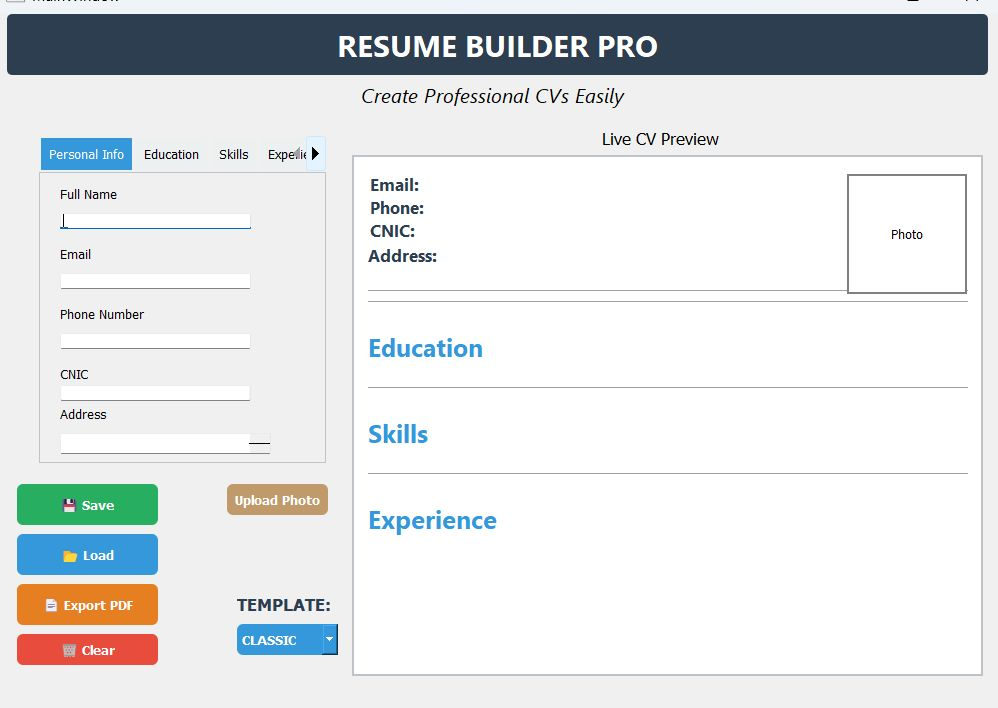 MainWindow
RESUME BUILDER PRO
Create Professional CVs Easily
Personal Info
Education
Skills
Full Name
Email
Phone Number
CNIC
Address
💾 Save
📂 Load
📄 Export PDF
🗑 Clear
Upload Photo
TEMPLATE:
CLASSIC
Live CV Preview
Email:
Phone:
CNIC:
Address:
Photo
Education
Skills
Experience